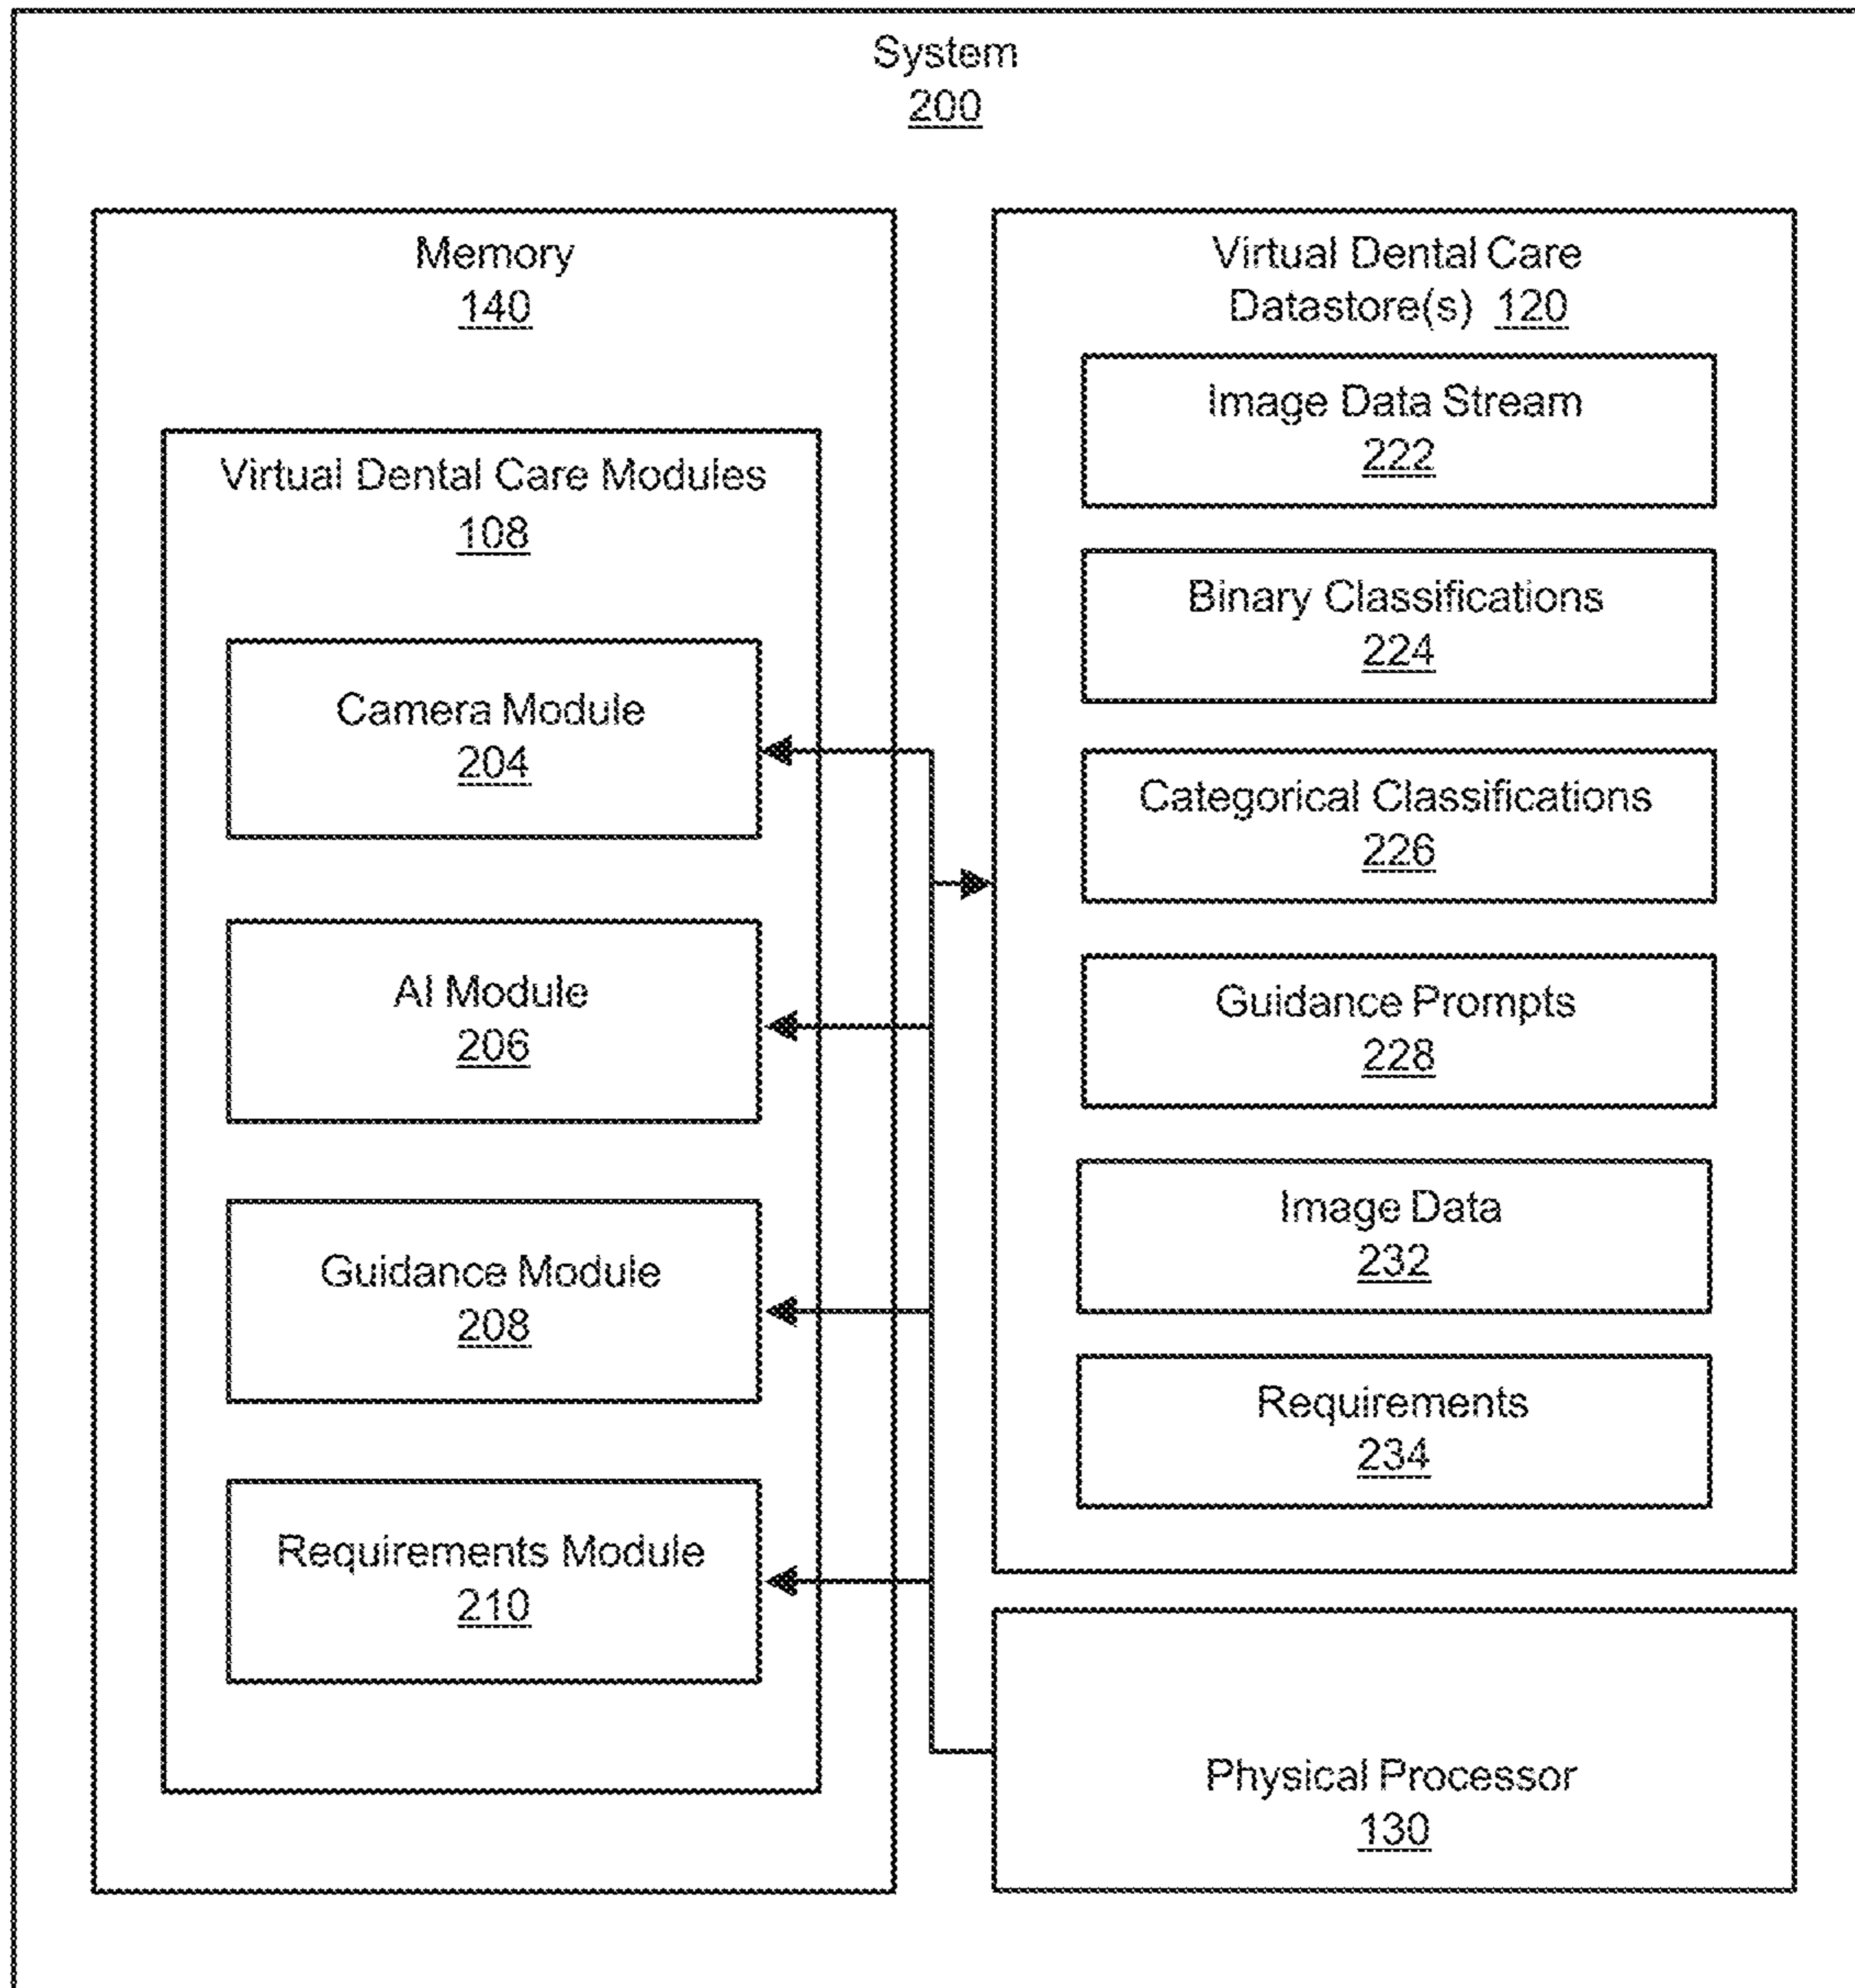 System
200
Memory
140
Virtual Dental Care Modules
108
Camera Module
204
AI Module
206
Guidance Module
208
Requirements Module
210
Virtual Dental Care
Datastore(s) 120
Image Data Stream
222
Binary Classifications
224
Categorical Classifications
226
Guidance Prompts
228
Image Data
232
Requirements
234
Physical Processor
130